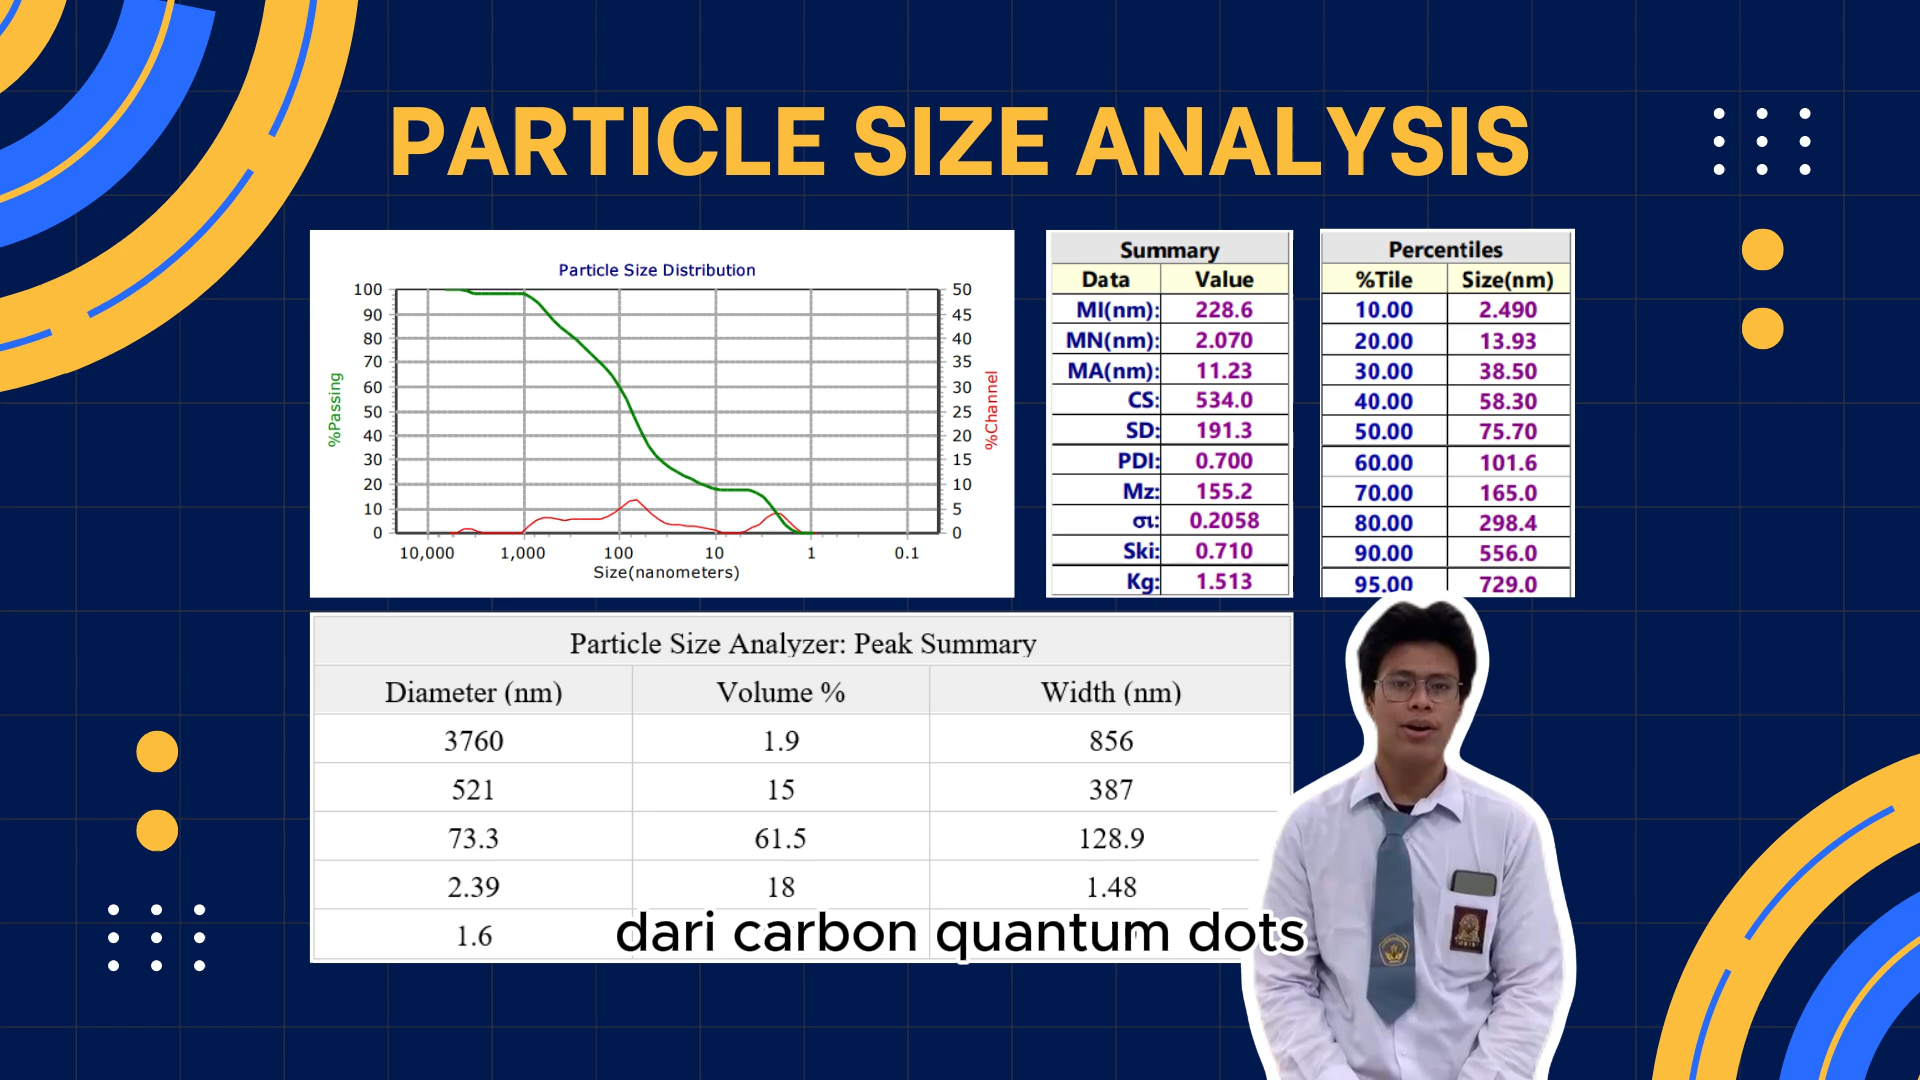 PARTICLE SIZE ANALYSIS
Particle Size Distribution
100
90
80
70
60
50
40
30
20
10
0
%Passing
50
45
40
35
30
25
20
15
10
5
0
%Channel
10,000 1,000 100 10 1 0.1
Size(nanometers)
Summary
Data Value
MI(nm): 228.6
MN(nm): 2.070
MA(nm): 11.23
CS: 534.0
SD: 191.3
PDI: 0.700
Mz: 155.2
σι: 0.2058
Ski: 0.710
Kg: 1.513
Percentiles
%Tile Size(nm)
10.00 2.490
20.00 13.93
30.00 38.50
40.00 58.30
50.00 75.70
60.00 101.6
70.00 165.0
80.00 298.4
90.00 556.0
95.00 729.0
Particle Size Analyzer: Peak Summary
Diameter (nm) Volume % Width (nm)
3760 1.9 856
521 15 387
73.3 61.5 128.9
2.39 18 1.48
1.6
dari carbon quantum dots